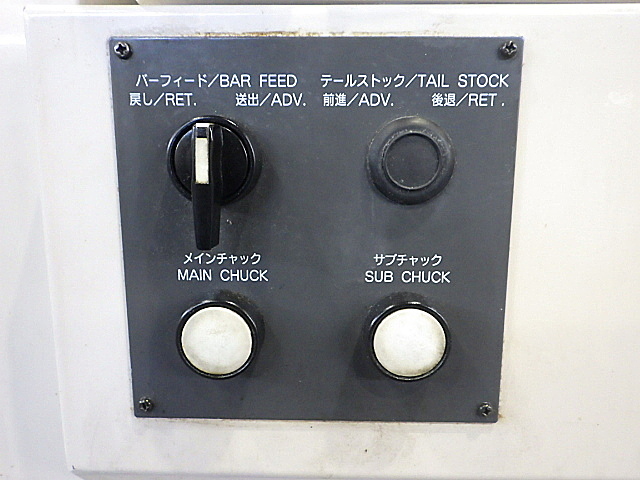 バーフィード/BAR FEED
戻し/RET. 送出/ADV.
テールストック/TAIL STOCK
前進/ADV. 後退/RET.
メインチャック
MAIN CHUCK
サブチャック
SUB CHUCK